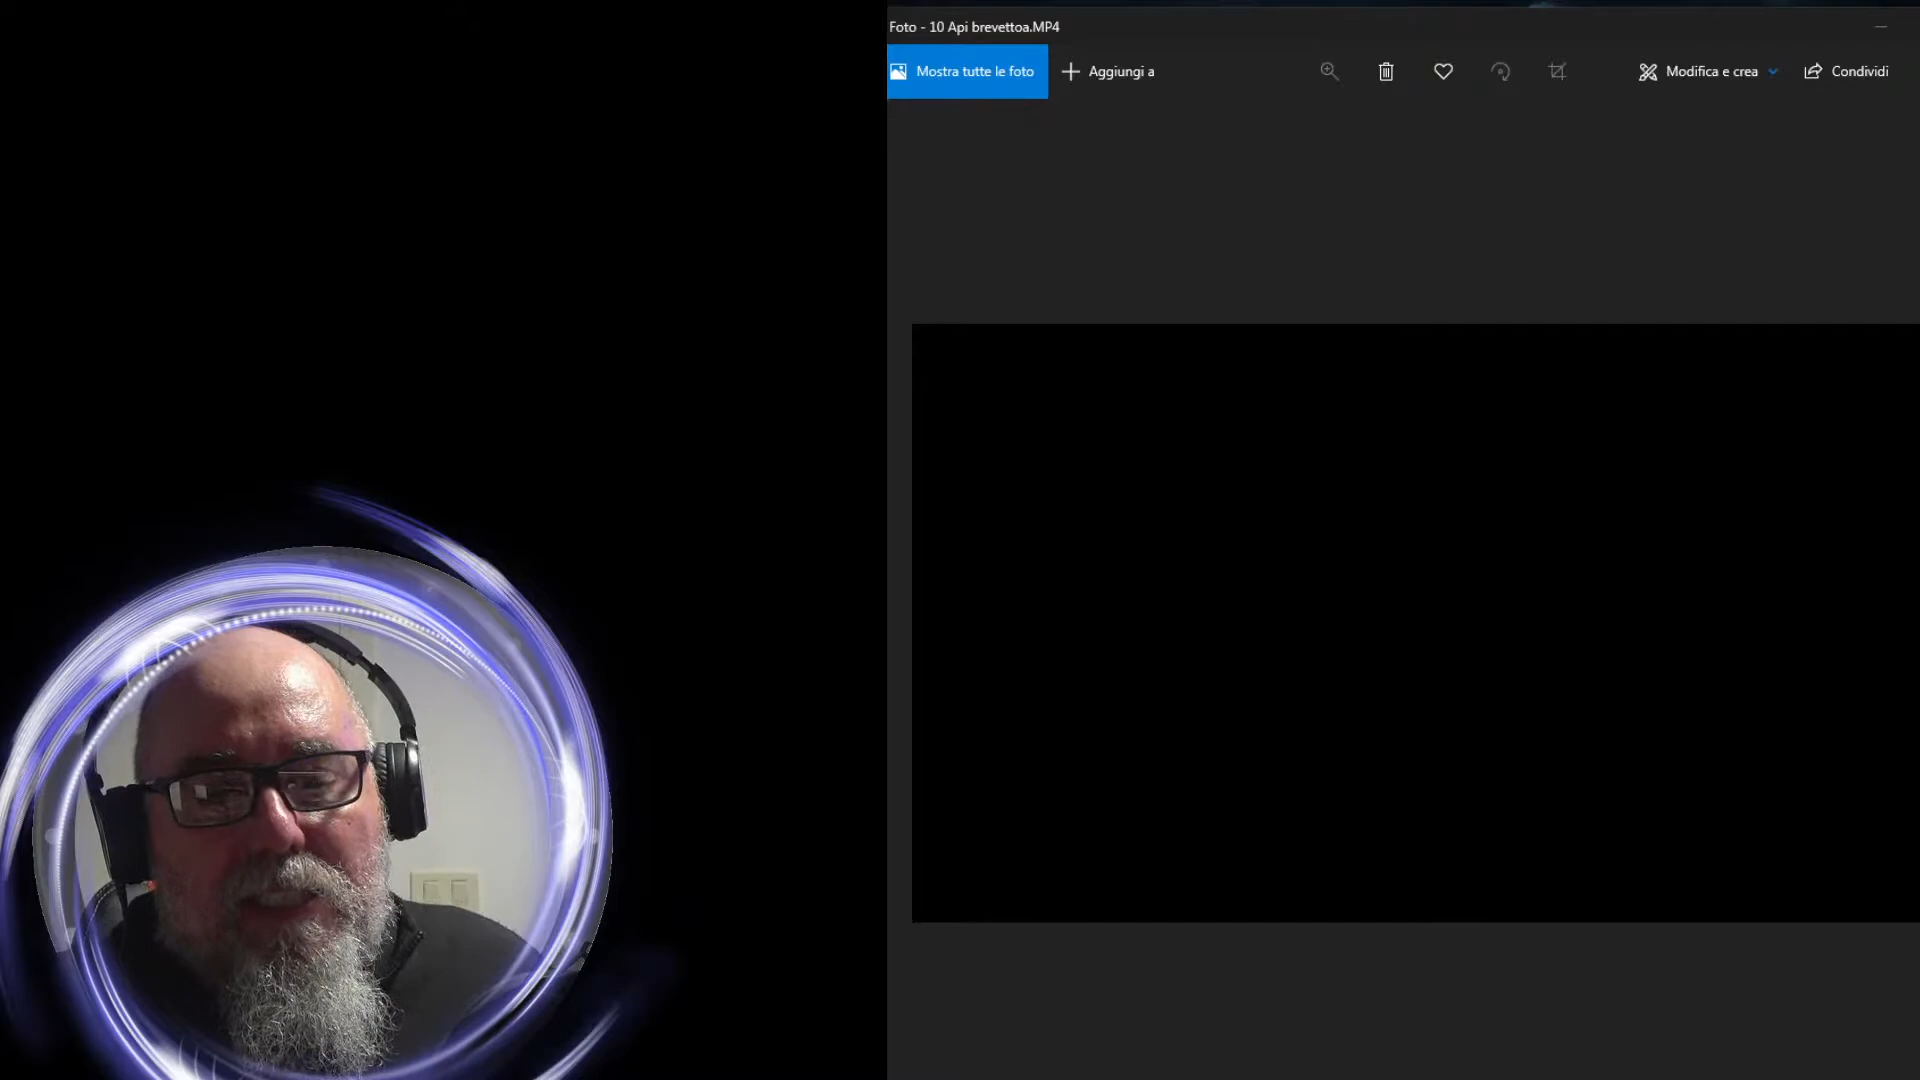 Foto - 10 Api brevettoa.MP4
Mostra tutte le foto
Aggiungi a
Modifica e crea
Condividi